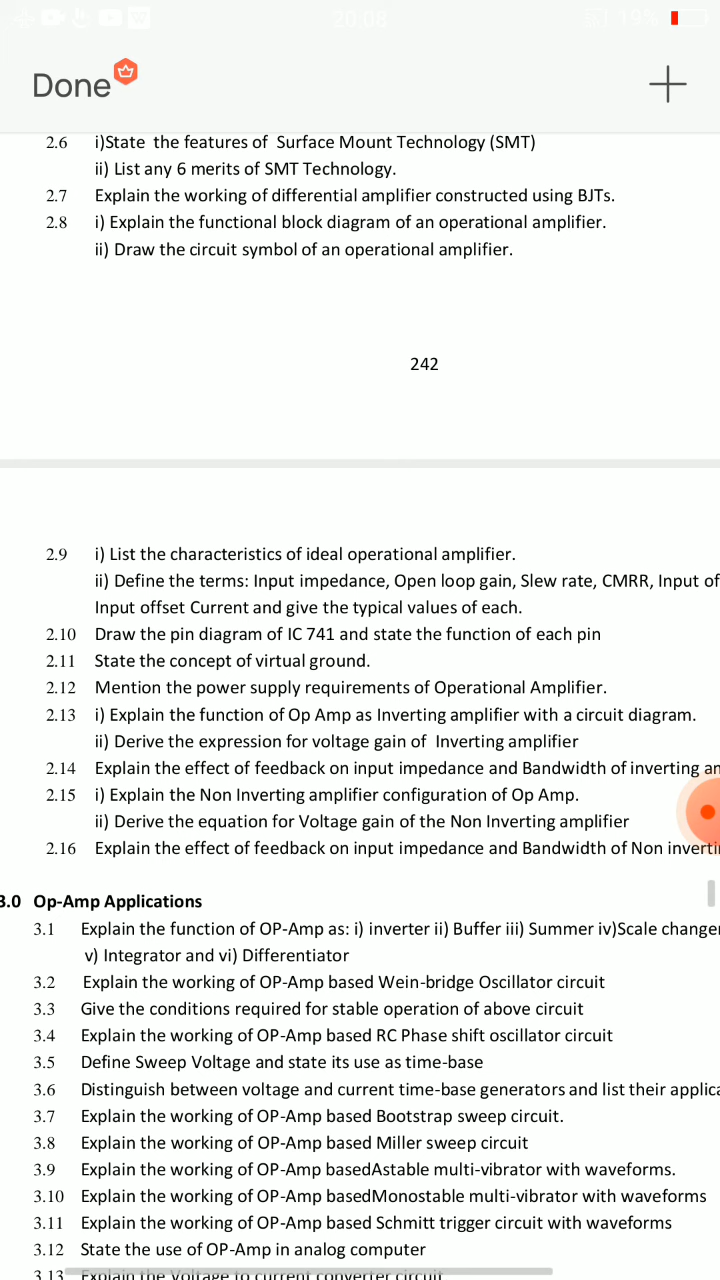 20:08
19%
Done
2.6 i)State the features of Surface Mount Technology (SMT)
ii) List any 6 merits of SMT Technology.
2.7 Explain the working of differential amplifier constructed using BJTs.
2.8 i) Explain the functional block diagram of an operational amplifier.
ii) Draw the circuit symbol of an operational amplifier.
242
2.9 i) List the characteristics of ideal operational amplifier.
ii) Define the terms: Input impedance, Open loop gain, Slew rate, CMRR, Input of
Input offset Current and give the typical values of each.
2.10 Draw the pin diagram of IC 741 and state the function of each pin
2.11 State the concept of virtual ground.
2.12 Mention the power supply requirements of Operational Amplifier.
2.13 i) Explain the function of Op Amp as Inverting amplifier with a circuit diagram.
ii) Derive the expression for voltage gain of Inverting amplifier
2.14 Explain the effect of feedback on input impedance and Bandwidth of inverting
2.15 i) Explain the Non Inverting amplifier configuration of Op Amp.
ii) Derive the equation for Voltage gain of the Non Inverting amplifier
2.16 Explain the effect of feedback on input impedance and Bandwidth of Non
3.0 Op-Amp Applications
3.1 Explain the function of OP-Amp as: i) inverter ii) Buffer iii) Summer iv)Scale changer
v) Integrator and vi) Differentiator
3.2 Explain the working of OP-Amp based Wein-bridge Oscillator circuit
3.3 Give the conditions required for stable operation of above circuit
3.4 Explain the working of OP-Amp based RC Phase shift oscillator circuit
3.5 Define Sweep Voltage and state its use as time-base
3.6 Distinguish between voltage and current time-base generators and list their
3.7 Explain the working of OP-Amp based Bootstrap sweep circuit.
3.8 Explain the working of OP-Amp based Miller sweep circuit
3.9 Explain the working of OP-Amp basedAstable multi-vibrator with waveforms.
3.10 Explain the working of OP-Amp basedMonostable multi-vibrator with waveforms
3.11 Explain the working of OP-Amp based Schmitt trigger circuit with waveforms
3.12 State the use of OP-Amp in analog computer
3.13 Explain the Voltage to current converter circuit